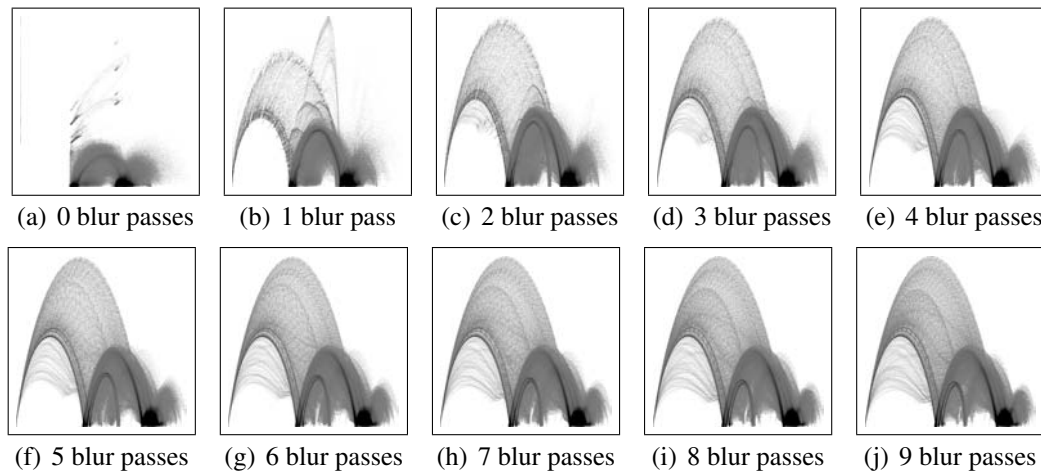 (a) 0 blur passes (b) 1 blur pass (c) 2 blur passes (d) 3 blur passes (e) 4 blur passes
(f) 5 blur passes (g) 6 blur passes (h) 7 blur passes (i) 8 blur passes (j) 9 blur passes